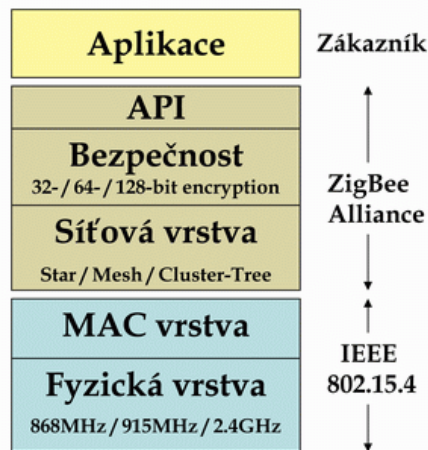 Aplikace
Zákazník
API
Bezpečnost
32-/64-/128-bit encryption
ZigBee
Alliance
Síťová vrstva
Star / Mesh / Cluster-Tree
MAC vrstva
IEEE
802.15.4
Fyzická vrstva
868MHz / 915MHz / 2.4GHz